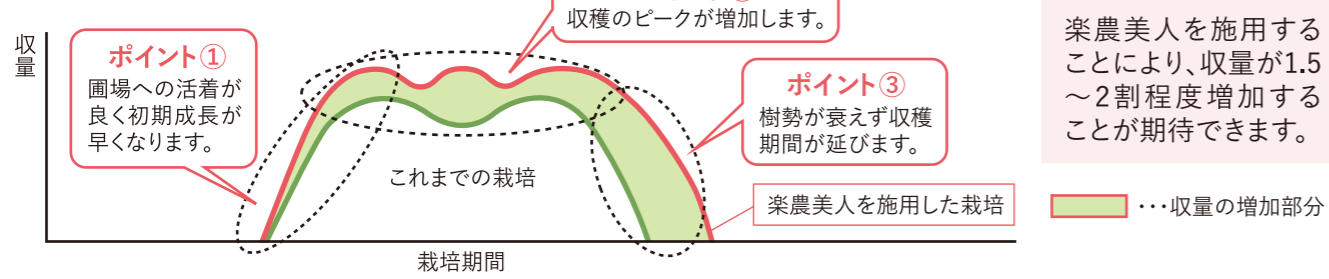 収穫のピークが増加します。
収量
ポイント①
圃場への活着が
良く初期成長が
早くなります。
ポイント③
樹勢が衰えず収穫
期間が延びます。
これまでの栽培
楽農美人を施用した栽培
栽培期間
楽農美人を施用する
ことにより、収量が1.5
～2割程度増加する
ことが期待できます。
・・・収量の増加部分